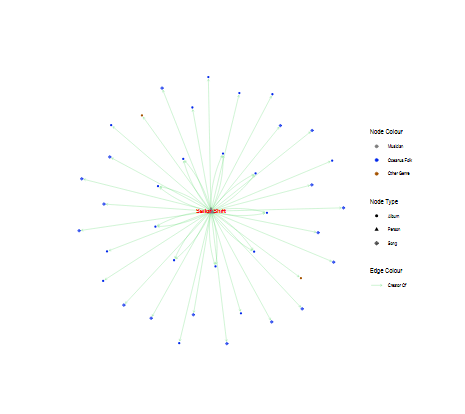 Sailor Shift
Node Colour
Musician
Oceanus Folk
Other Genre
Node Type
Album
Person
Song
Edge Colour
Creator Of